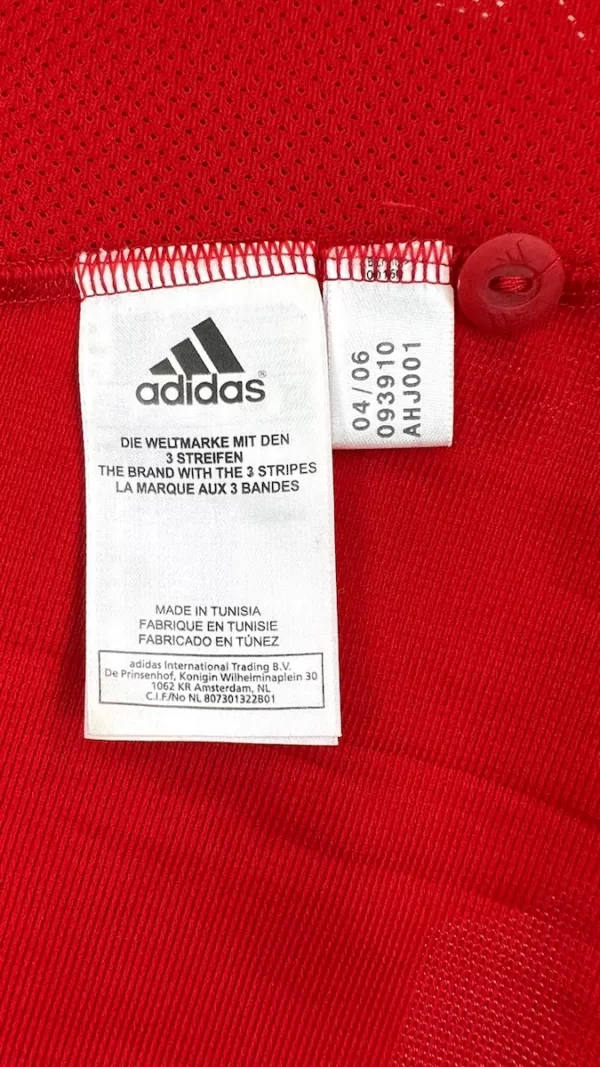 adidas®
DIE WELTMARKE MIT DEN
3 STREIFEN
THE BRAND WITH THE 3 STRIPES
LA MARQUE AUX 3 BANDES
MADE IN TUNISIA
FABRIQUE EN TUNISIE
FABRICADO EN TÚNEZ
adidas International Trading B.V.
De Prinsenhof, Konigin Wilhelminaplein 30
1062 KR Amsterdam, NL
C.I.F./No NL 807301322B01
04/06
093910
AHJ001